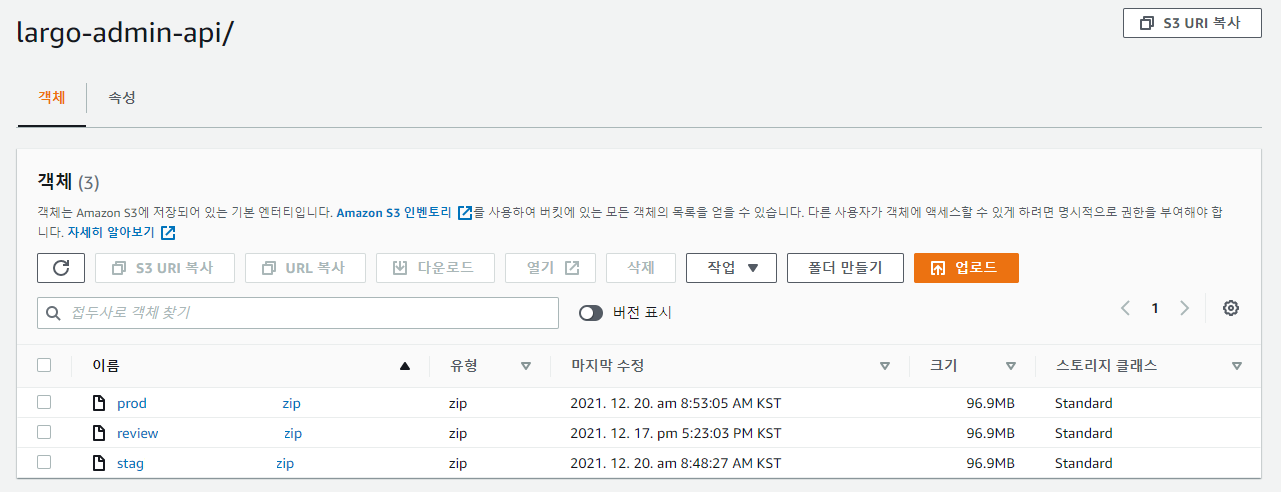 largo-admin-api/
S3 URI 복사
객체 속성
객체 (3)
객체는 Amazon S3에 저장되어 있는 기본 엔터티입니다. Amazon S3 인벤토리 를 사용하여 버킷에 있는 모든 객체의 목록을 얻을 수 있습니다. 다른 사용자가 객체에 액세스할 수 있게 하려면 명시적으로 권한을 부여해야 합
니다. 자세히 알아보기
S3 URI 복사 URL 복사 다운로드 열기 삭제 작업 폴더 만들기 업로드
접두사로 객체 찾기 버전 표시 1
이름 유형 마지막 수정 크기 스토리지 클래스
prod zip zip 2021. 12. 20. am 8:53:05 AM KST 96.9MB Standard
review zip zip 2021. 12. 17. pm 5:23:03 PM KST 96.9MB Standard
stag zip zip 2021. 12. 20. am 8:48:27 AM KST 96.9MB Standard